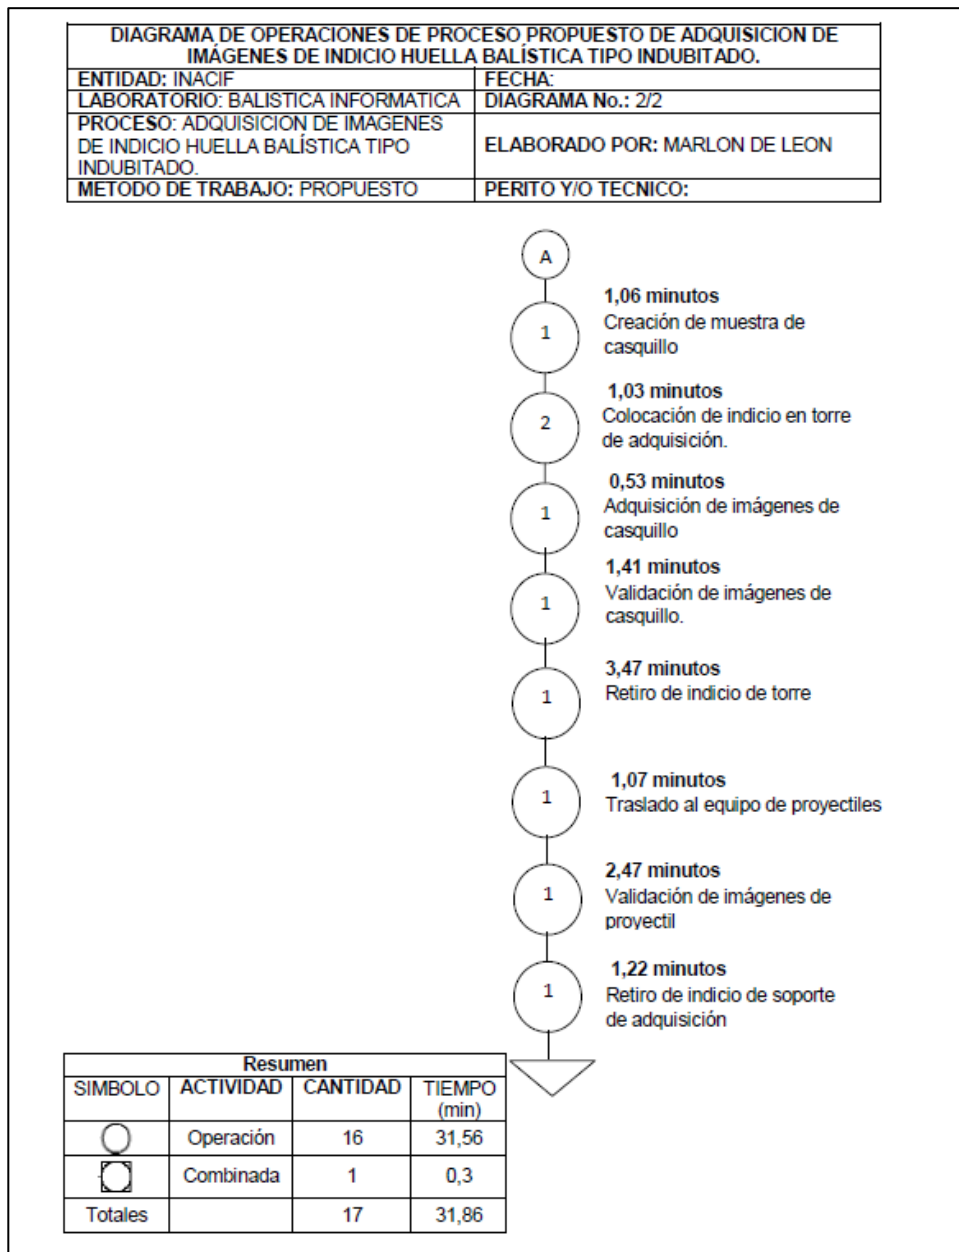 DIAGRAMA DE OPERACIONES DE PROCESO PROPUESTO DE ADQUISICION DE
IMÁGENES DE INDICIO HUELLA BALÍSTICA TIPO INDUBITADO.
ENTIDAD: INACIF
FECHA:
LABORATORIO: BALISTICA INFORMATICA
DIAGRAMA No.: 2/2
PROCESO: ADQUISICION DE IMAGENES
DE INDICIO HUELLA BALÍSTICA TIPO
INDUBITADO.
ELABORADO POR: MARLON DE LEON
METODO DE TRABAJO: PROPUESTO
PERITO Y/O TECNICO:
A
1
1,06 minutos
Creación de muestra de
casquillo
2
1,03 minutos
Colocación de indicio en torre
de adquisición.
1
0,53 minutos
Adquisición de imágenes de
casquillo
1
1,41 minutos
Validación de imágenes de
casquillo.
1
3,47 minutos
Retiro de indicio de torre
1
1,07 minutos
Traslado al equipo de proyectiles
1
2,47 minutos
Validación de imágenes de
proyectil
1
1,22 minutos
Retiro de indicio de soporte
de adquisición
Resumen
SIMBOLO ACTIVIDAD CANTIDAD TIEMPO
(min)
Operación 16 31,56
Combinada 1 0,3
Totales 17 31,86